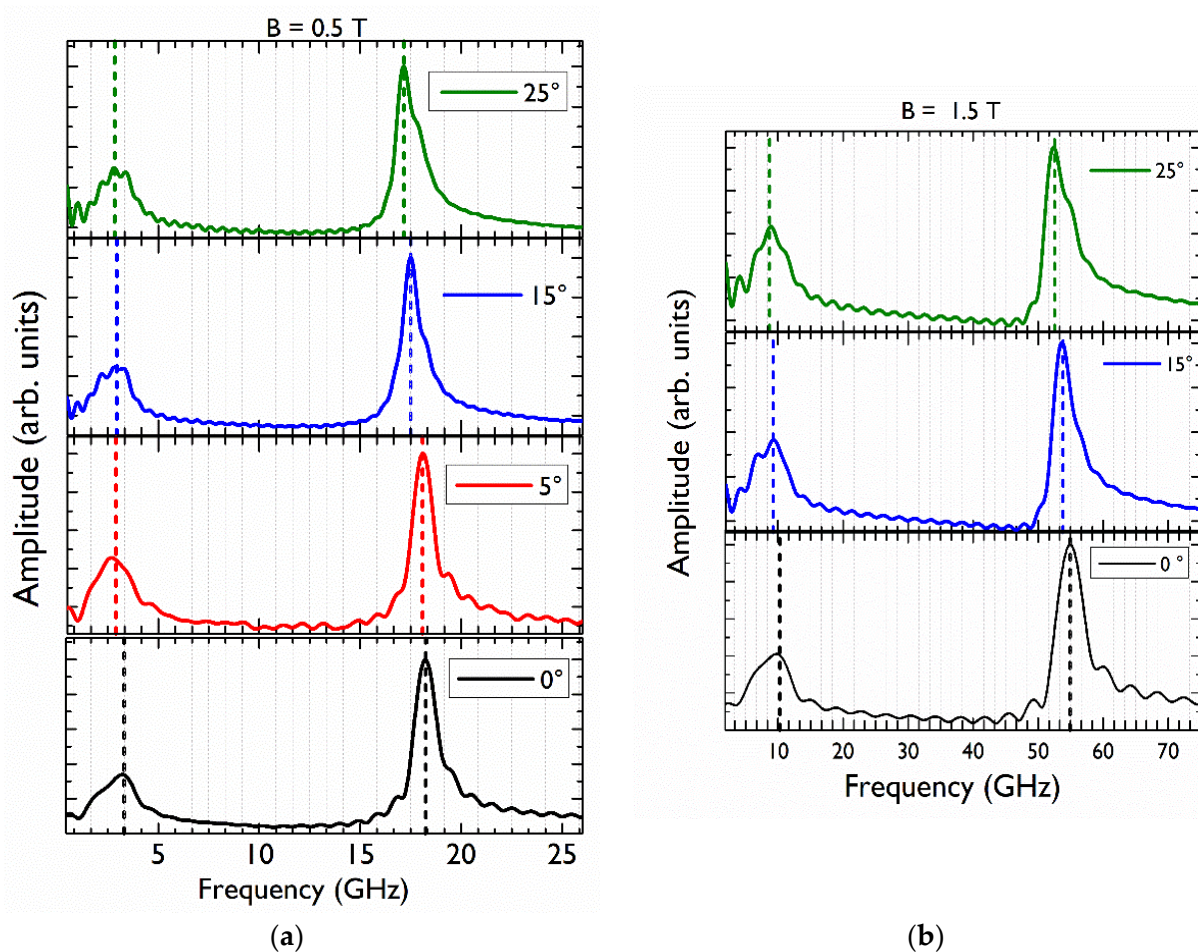 B = 0.5 T
25°
15°
5°
0°
Amplitude (arb. units)
5 10 15 20 25
Frequency (GHz)
(a)
B = 1.5 T
25°
15°
0 °
Amplitude (arb. units)
10 20 30 40 50 60 70
Frequency (GHz)
(b)